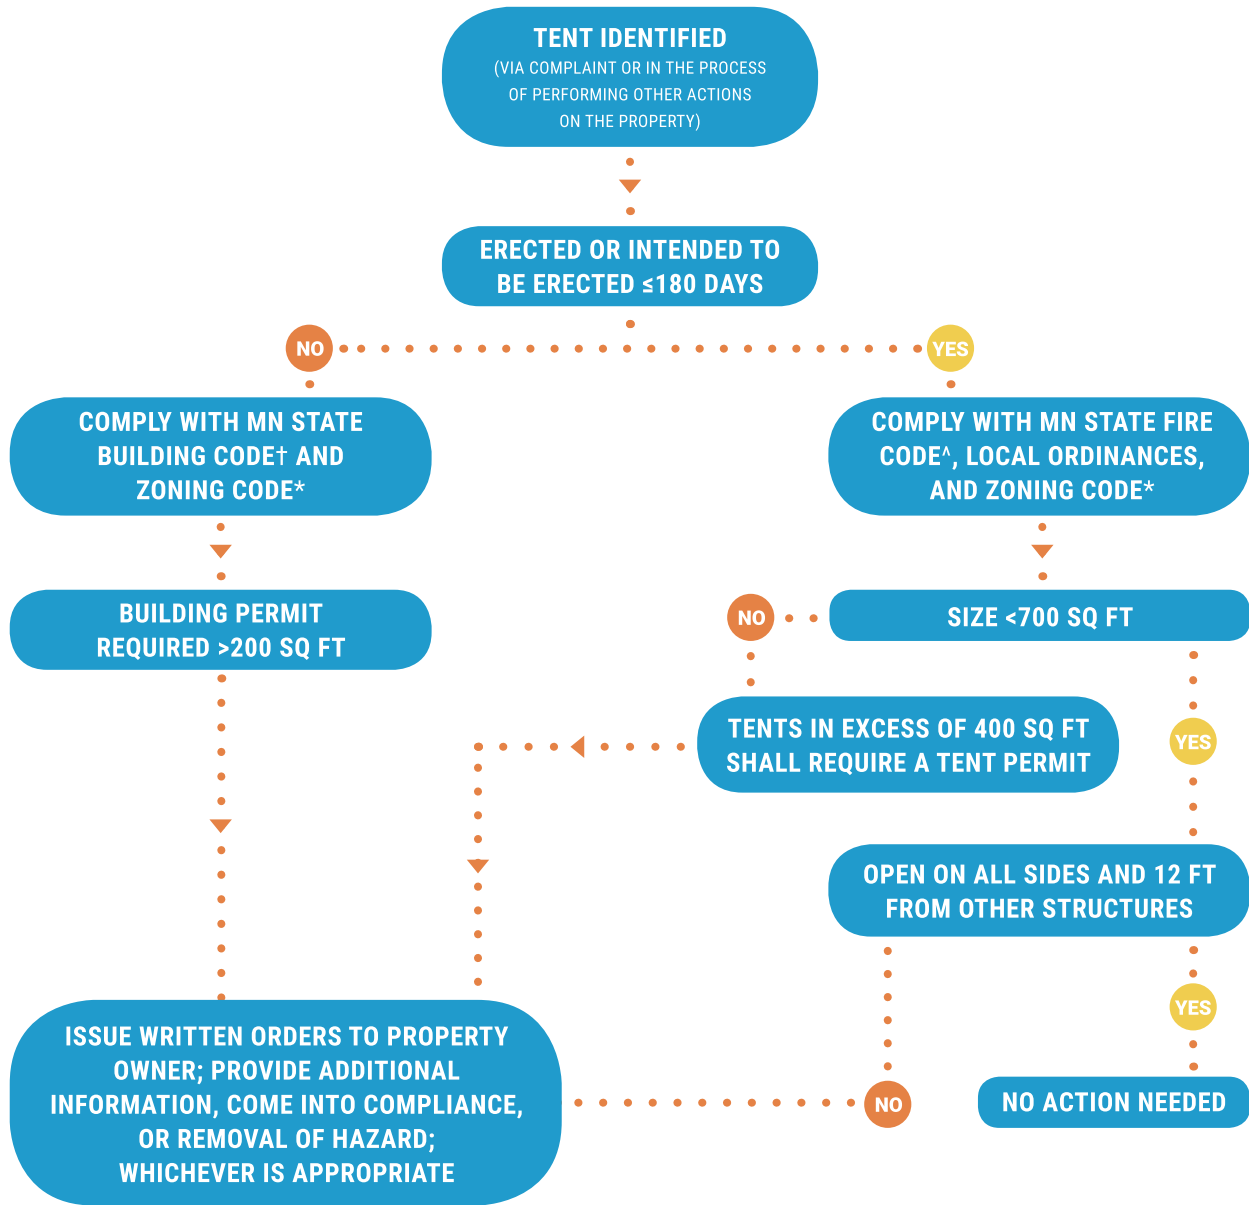 TENT IDENTIFIED
(VIA COMPLAINT OR IN THE PROCESS
OF PERFORMING OTHER ACTIONS
ON THE PROPERTY)
ERECTED OR INTENDED TO
BE ERECTED ≤180 DAYS
NO
YES
COMPLY WITH MN STATE
BUILDING CODE† AND
ZONING CODE*
COMPLY WITH MN STATE FIRE
CODE^, LOCAL ORDINANCES,
AND ZONING CODE*
BUILDING PERMIT
REQUIRED >200 SQ FT
NO
SIZE <700 SQ FT
TENTS IN EXCESS OF 400 SQ FT
SHALL REQUIRE A TENT PERMIT
YES
OPEN ON ALL SIDES AND 12 FT
FROM OTHER STRUCTURES
YES
ISSUE WRITTEN ORDERS TO PROPERTY
OWNER; PROVIDE ADDITIONAL
INFORMATION, COME INTO COMPLIANCE,
OR REMOVAL OF HAZARD;
WHICHEVER IS APPROPRIATE
NO
NO ACTION NEEDED